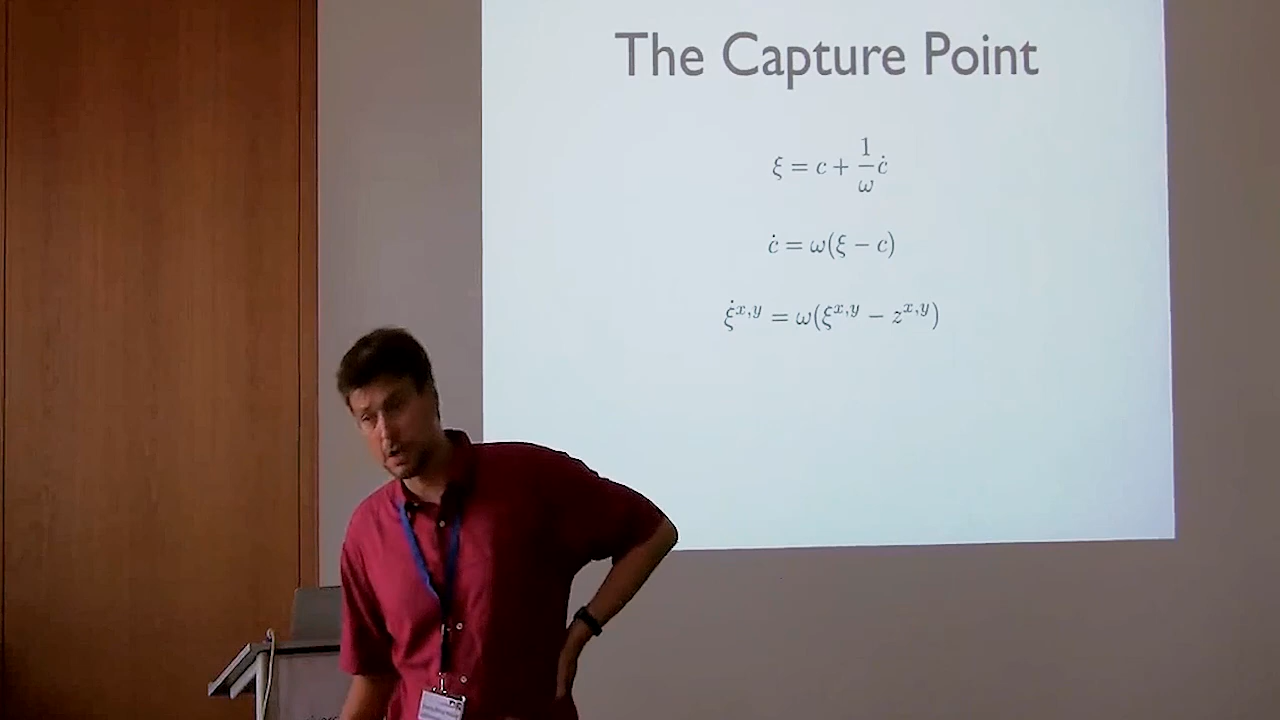 The Capture Point
ξ = c + 1/ω ċ
ċ = ω(ξ − c)
ξ̇^{x,y} = ω(ξ^{x,y} − z^{x,y})